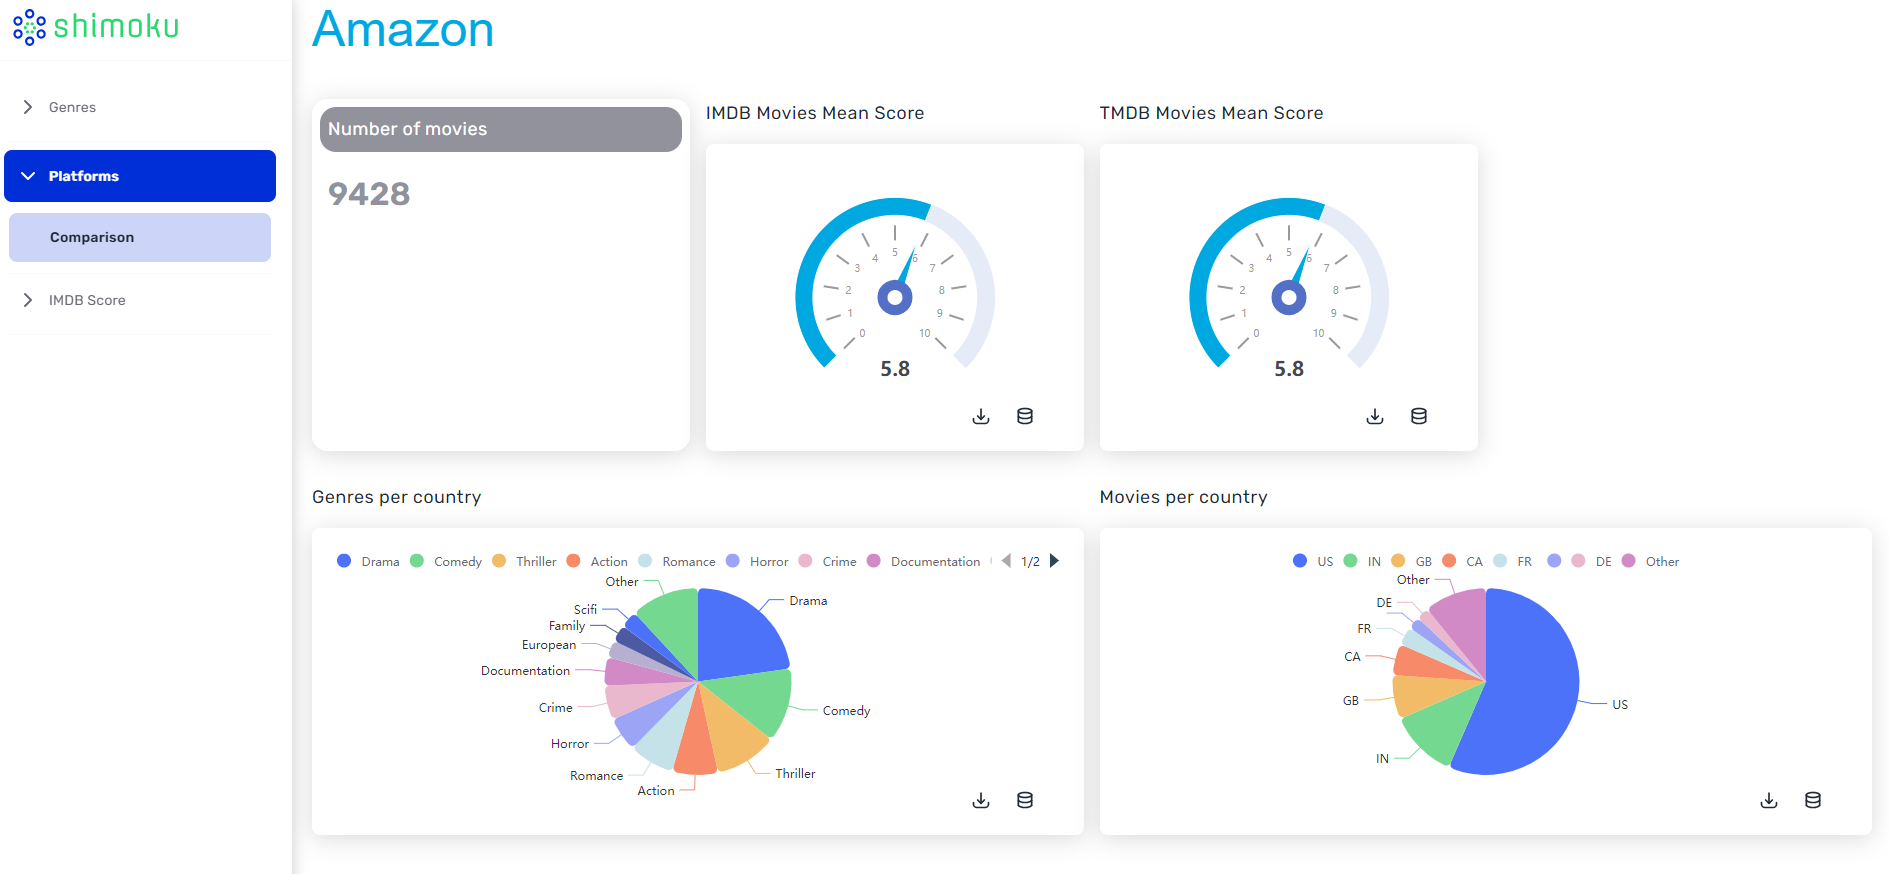 shimoku
Genres
Platforms
Comparison
IMDB Score
Amazon
Number of movies
9428
IMDB Movies Mean Score
0 1 2 3 4 5 6 7 8 9 10
5.8
TMDB Movies Mean Score
0 1 2 3 4 5 6 7 8 9 10
5.8
Genres per country
Drama Comedy Thriller Action Romance Horror Crime Documentation 1/2
Other
Drama
Scifi
Family
European
Documentation
Crime
Comedy
Horror
Romance
Thriller
Action
Movies per country
US IN GB CA FR DE Other
Other
DE
FR
CA
GB
US
IN